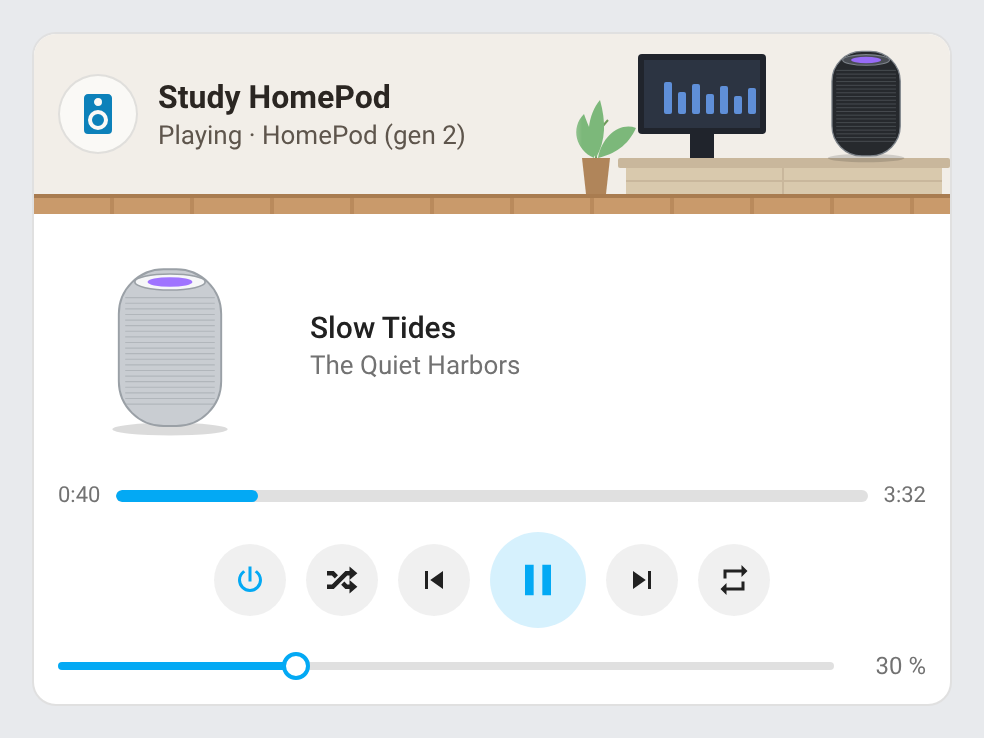 Study HomePod
Playing · HomePod (gen 2)
Slow Tides
The Quiet Harbors
0:40
3:32
30 %